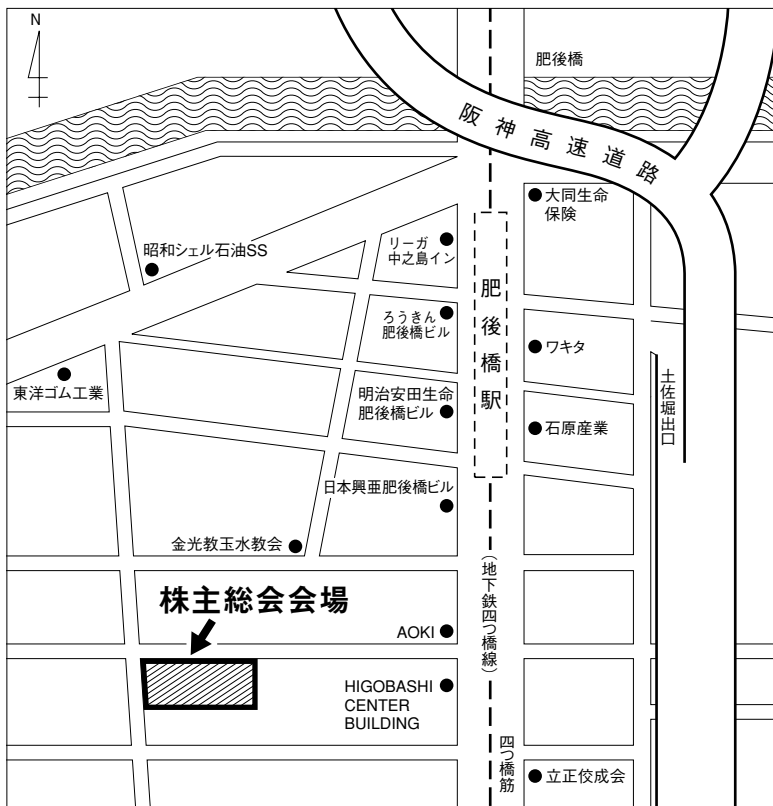 N
肥後橋
阪神高速道路
大同生命
保険
昭和シェル石油SS
リーガ
中之島イン
肥後橋駅
ろうきん
肥後橋ビル
ワキタ
東洋ゴム工業
明治安田生命
肥後橋ビル
土佐堀出口
石原産業
日本興亜肥後橋ビル
金光教玉水教会
(地下鉄四つ橋線)
株主総会会場
AOKI
HIGOBASHI
CENTER
BUILDING
四つ橋筋
立正佼成会